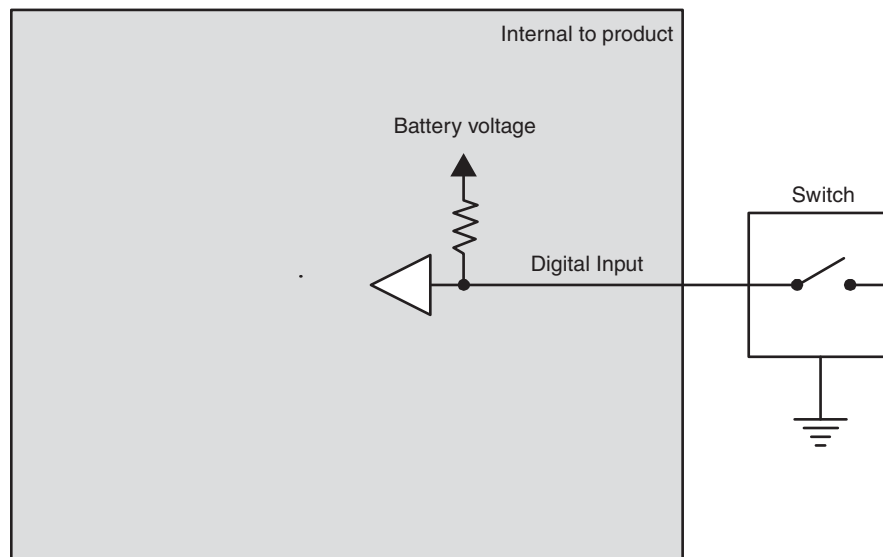 Internal to product
Battery voltage
Switch
Digital Input